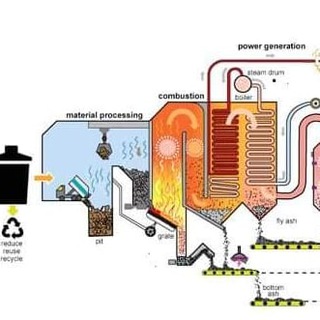 power generation
steam drum
boiler
combustion
material processing
fly ash
grate
pit
reduce
reuse
recycle
bottom
ash